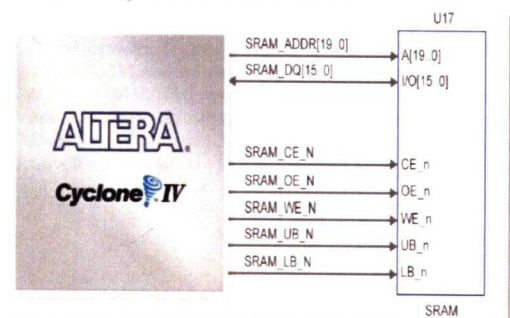 U17
SRAM_ADDR[19..0]
A[19..0]
SRAM_DQ[15..0]
I/O[15..0]
ALTERA
Cyclone IV
SRAM_CE_N
CE_n
SRAM_OE_N
OE_n
SRAM_WE_N
WE_n
SRAM_UB_N
UB_n
SRAM_LB_N
LB_n
SRAM